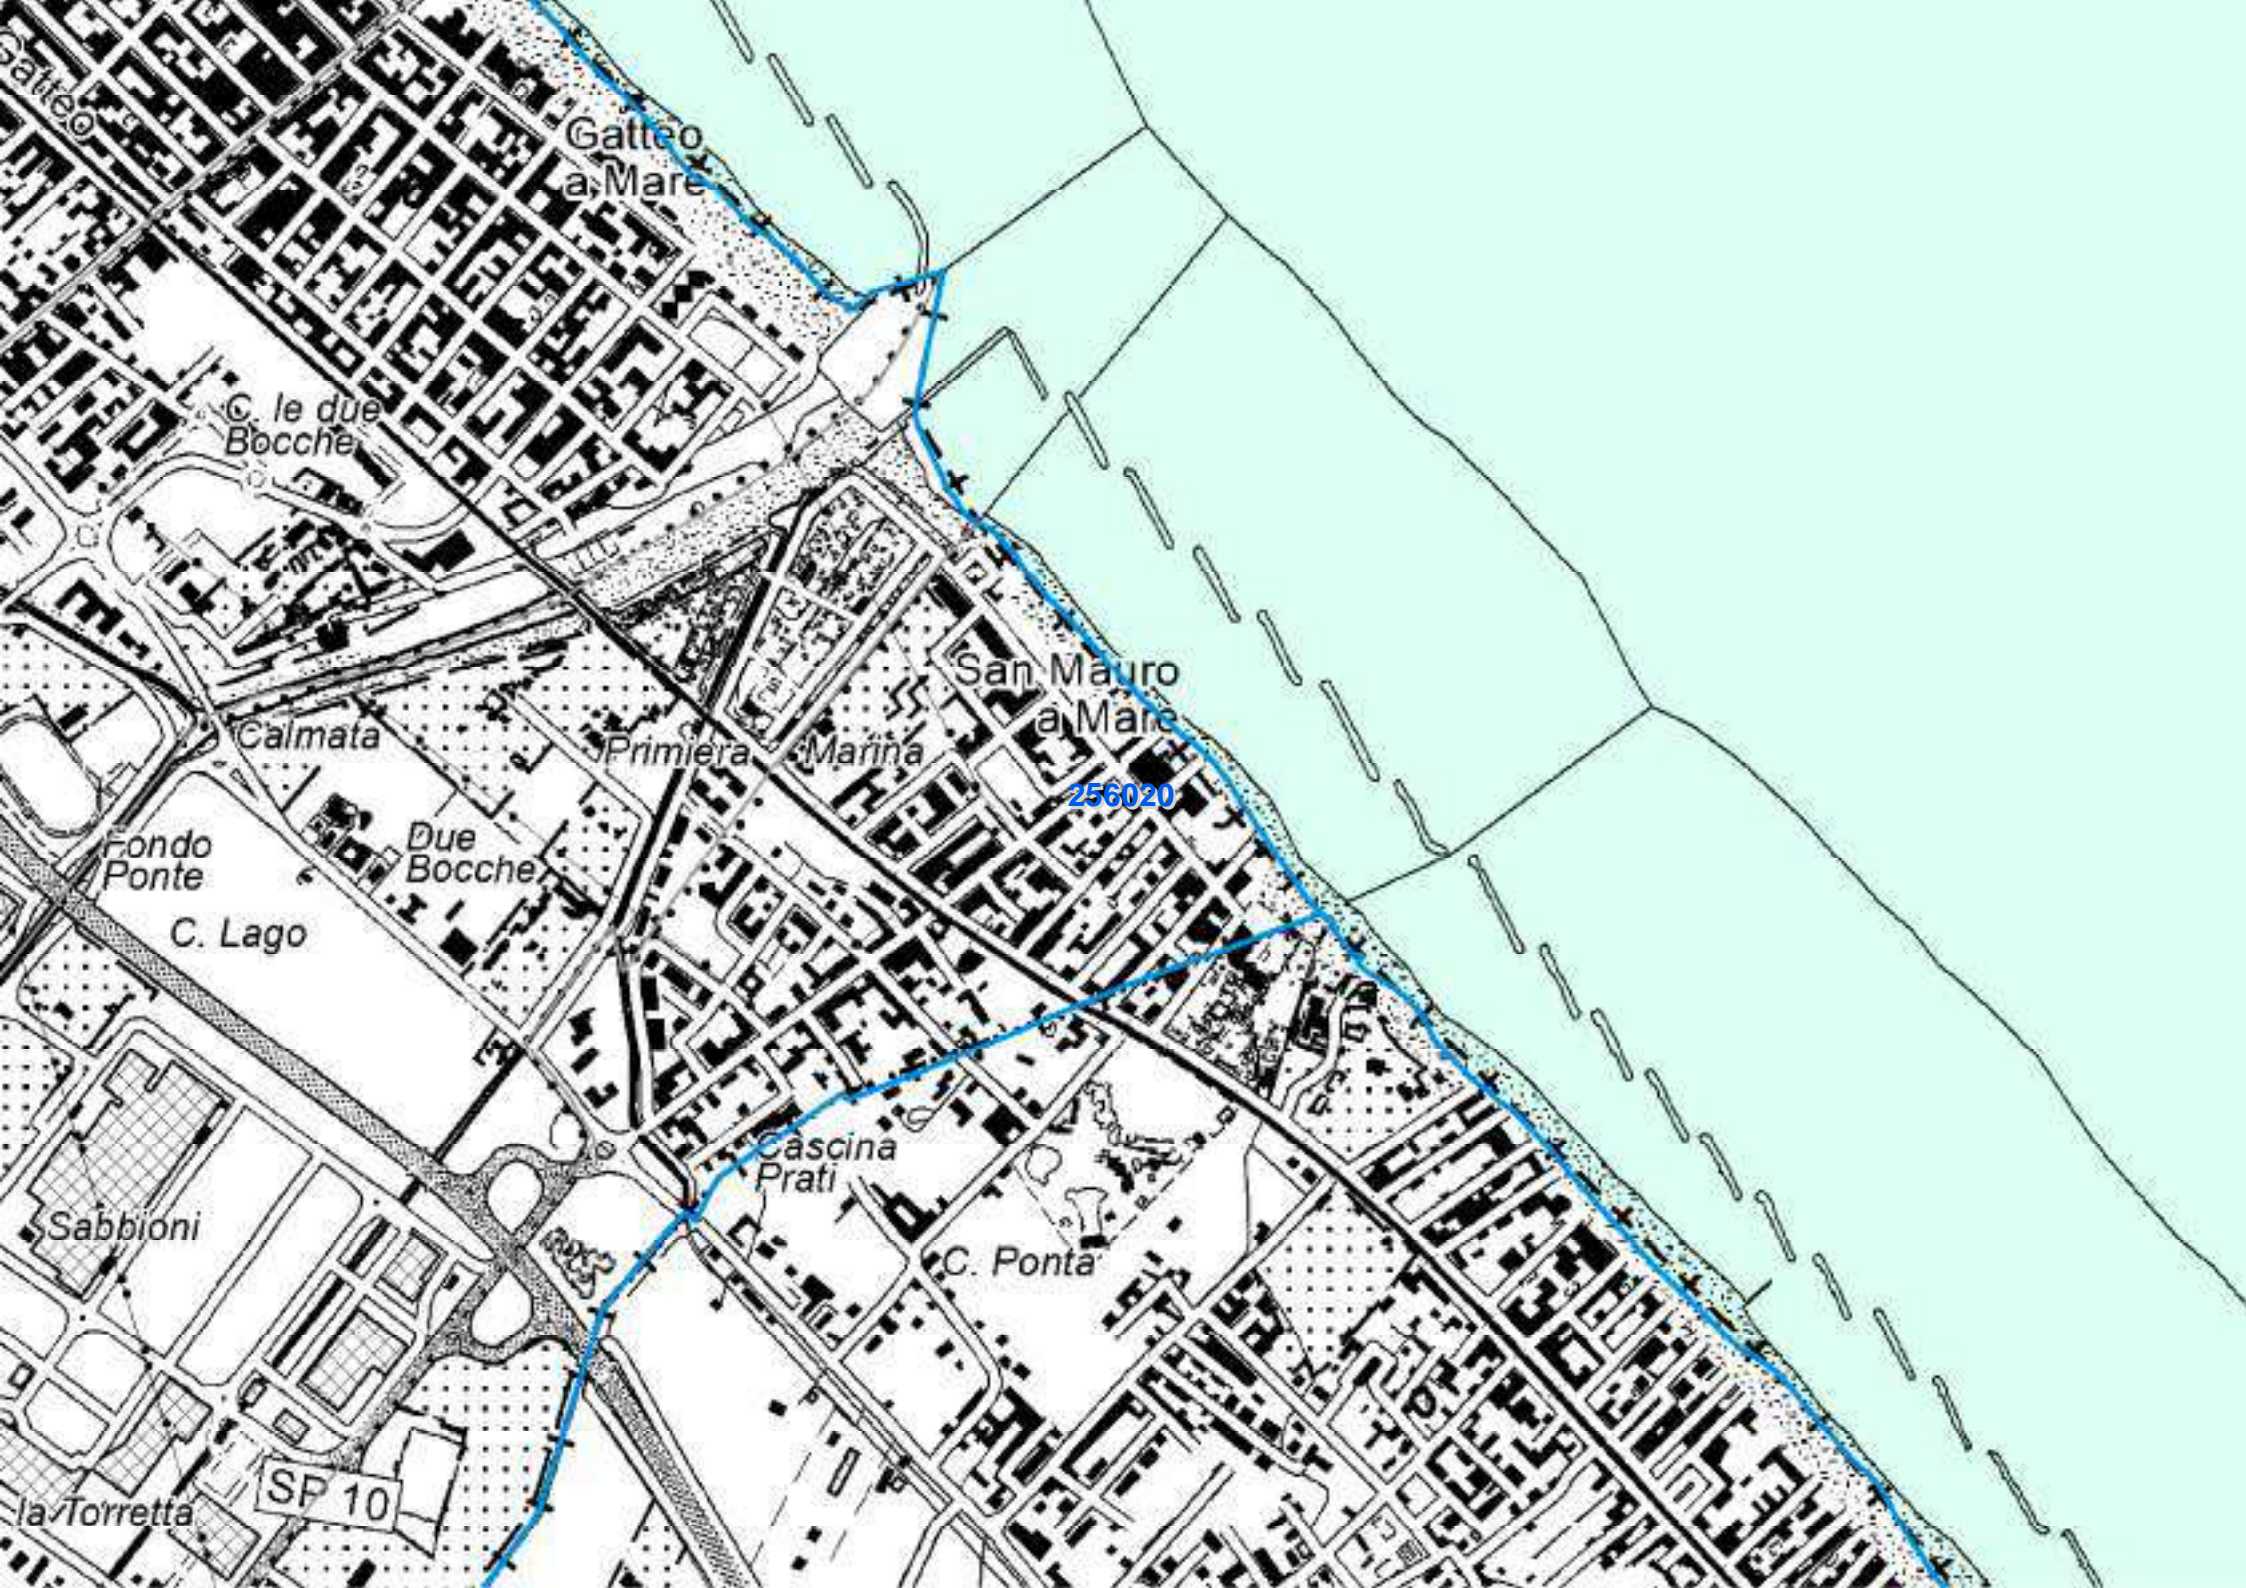 Gatteo
Gatteo
a Mare
C. le due
Bocche
San Mauro
a Mare
Calmata
Primiera Marina
256020
Fondo
Ponte
Due
Bocche
C. Lago
Cascina
Prati
Sabbioni
C. Ponta
SP 10
la Torretta